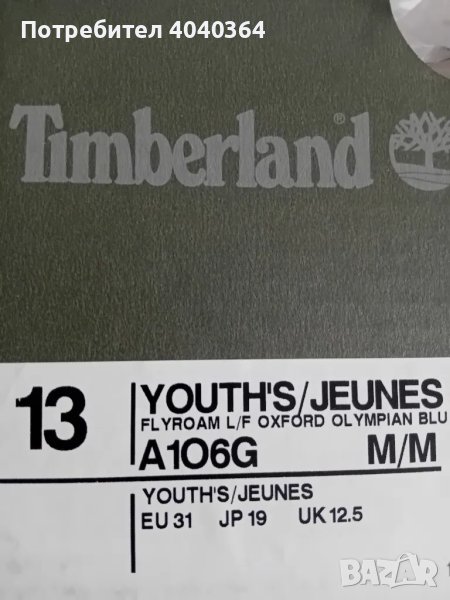 Потребител 4040364
Timberland®
13
YOUTH'S/JEUNES
FLYROAM L/F OXFORD OLYMPIAN BLU
A106G M/M
YOUTH'S/JEUNES
EU 31 JP 19 UK 12.5
BAZAR